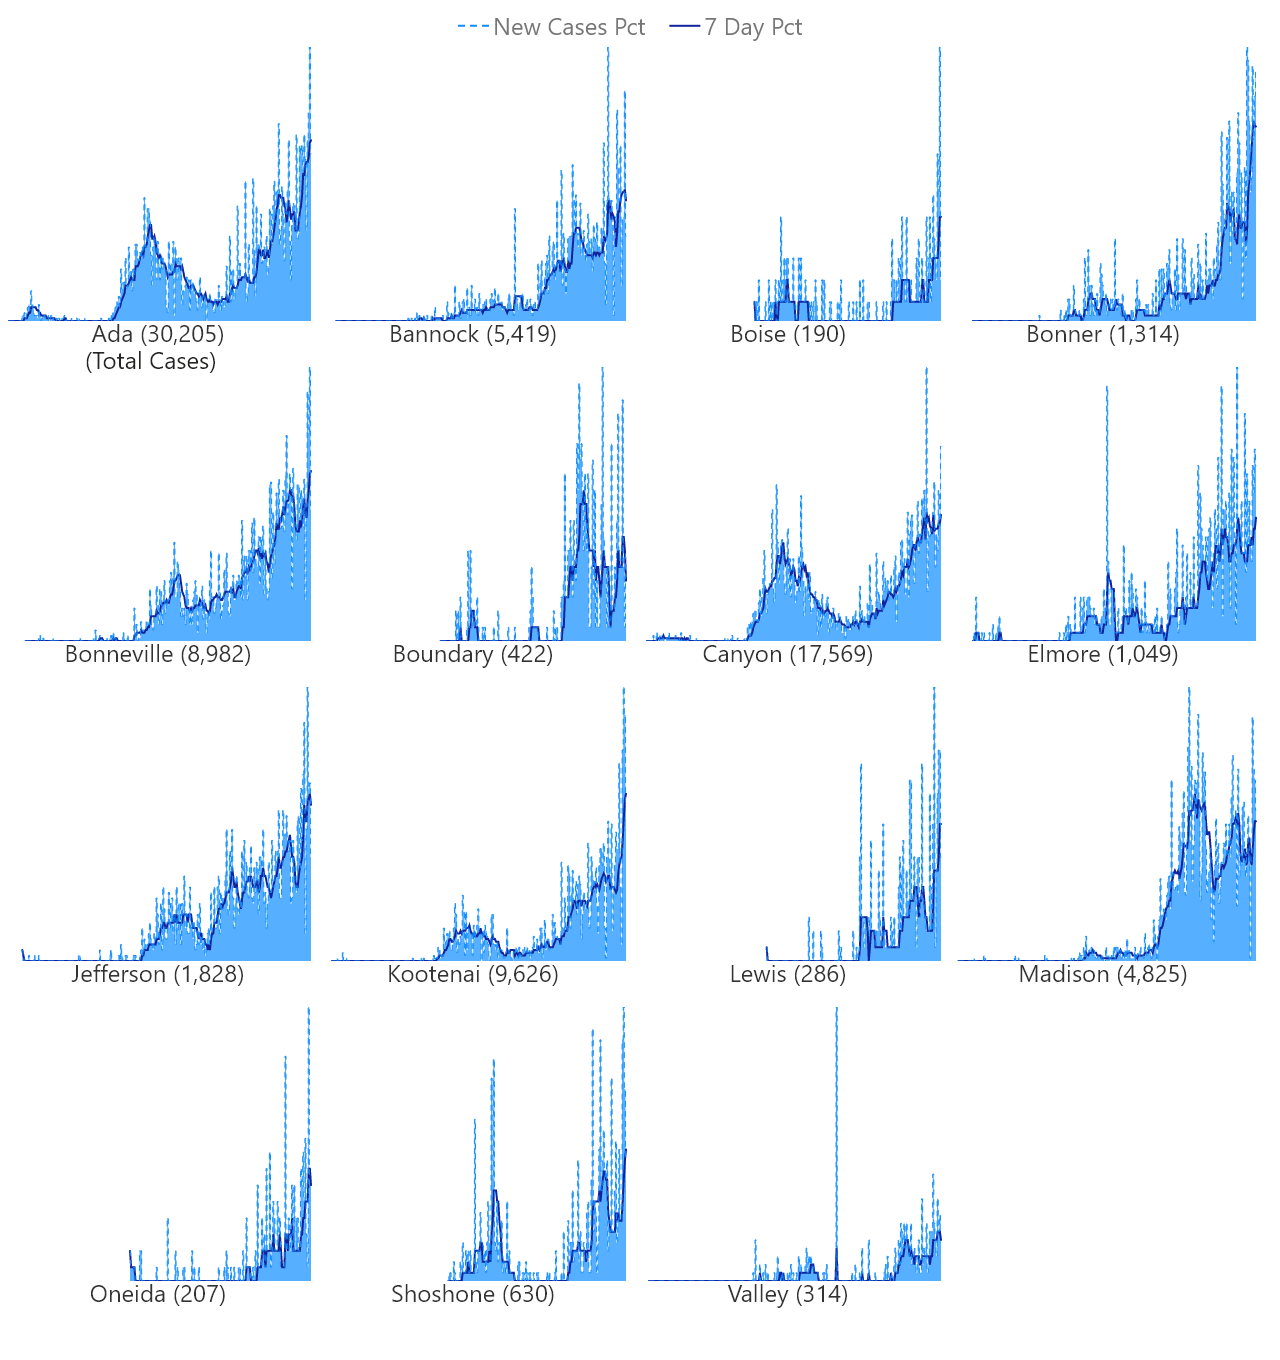 New Cases Pct 7 Day Pct
Ada (30,205)
(Total Cases)
Bannock (5,419)
Boise (190)
Bonner (1,314)
Bonneville (8,982)
Boundary (422)
Canyon (17,569)
Elmore (1,049)
Jefferson (1,828)
Kootenai (9,626)
Lewis (286)
Madison (4,825)
Oneida (207)
Shoshone (630)
Valley (314)